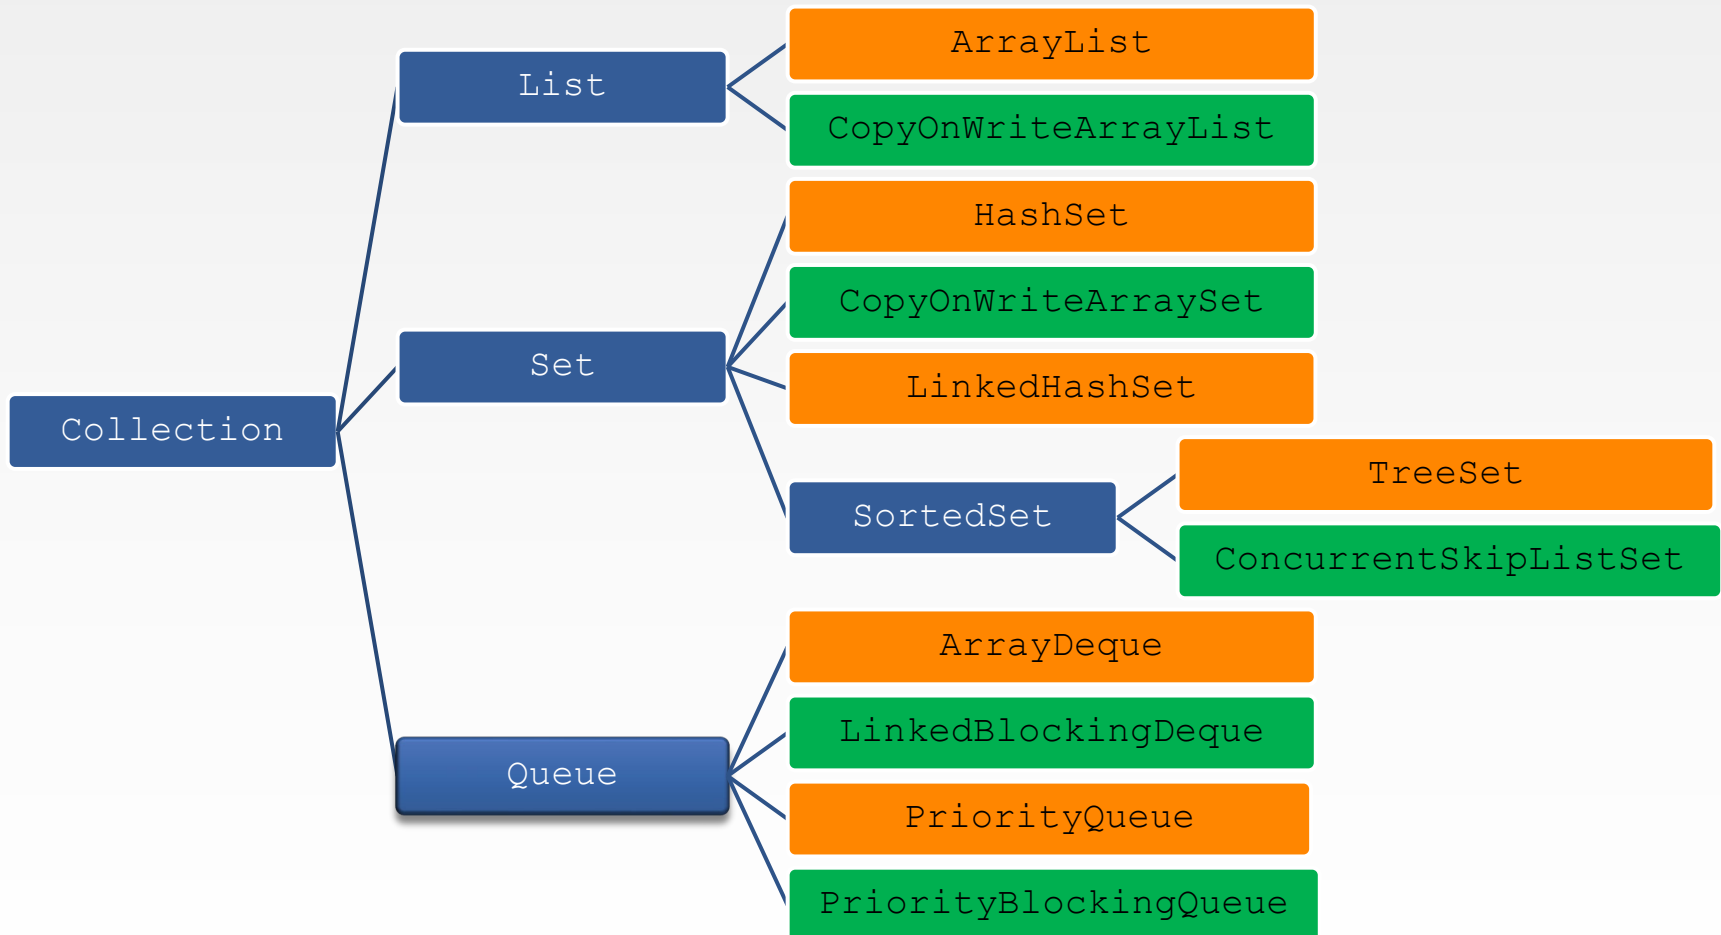 ArrayList
List
CopyOnWriteArrayList
HashSet
CopyOnWriteArraySet
Set
LinkedHashSet
Collection
TreeSet
SortedSet
ConcurrentSkipListSet
ArrayDeque
LinkedBlockingDeque
Queue
PriorityQueue
PriorityBlockingQueue